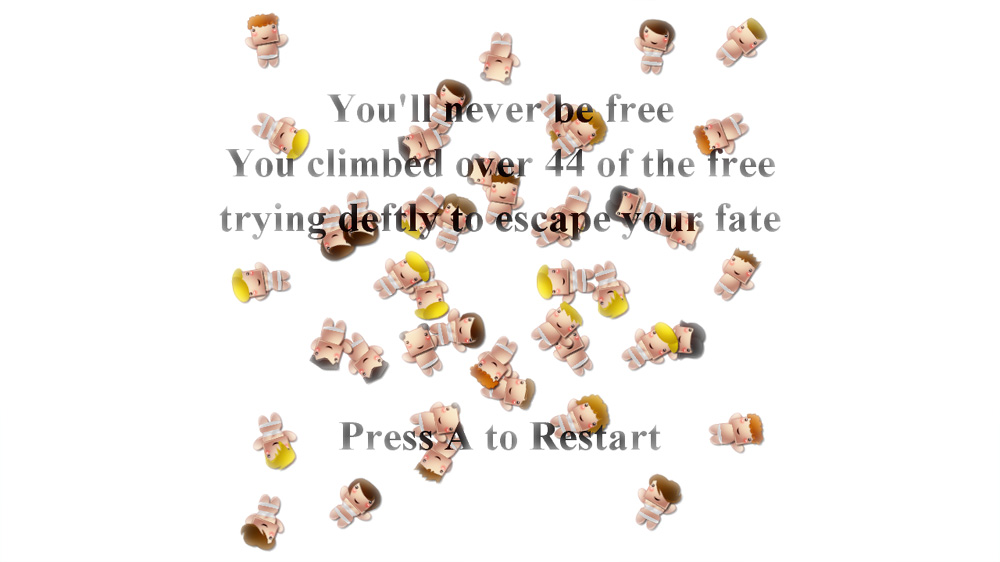 You'll never be free
You climbed over 44 of the free
trying deftly to escape your fate
Press A to Restart